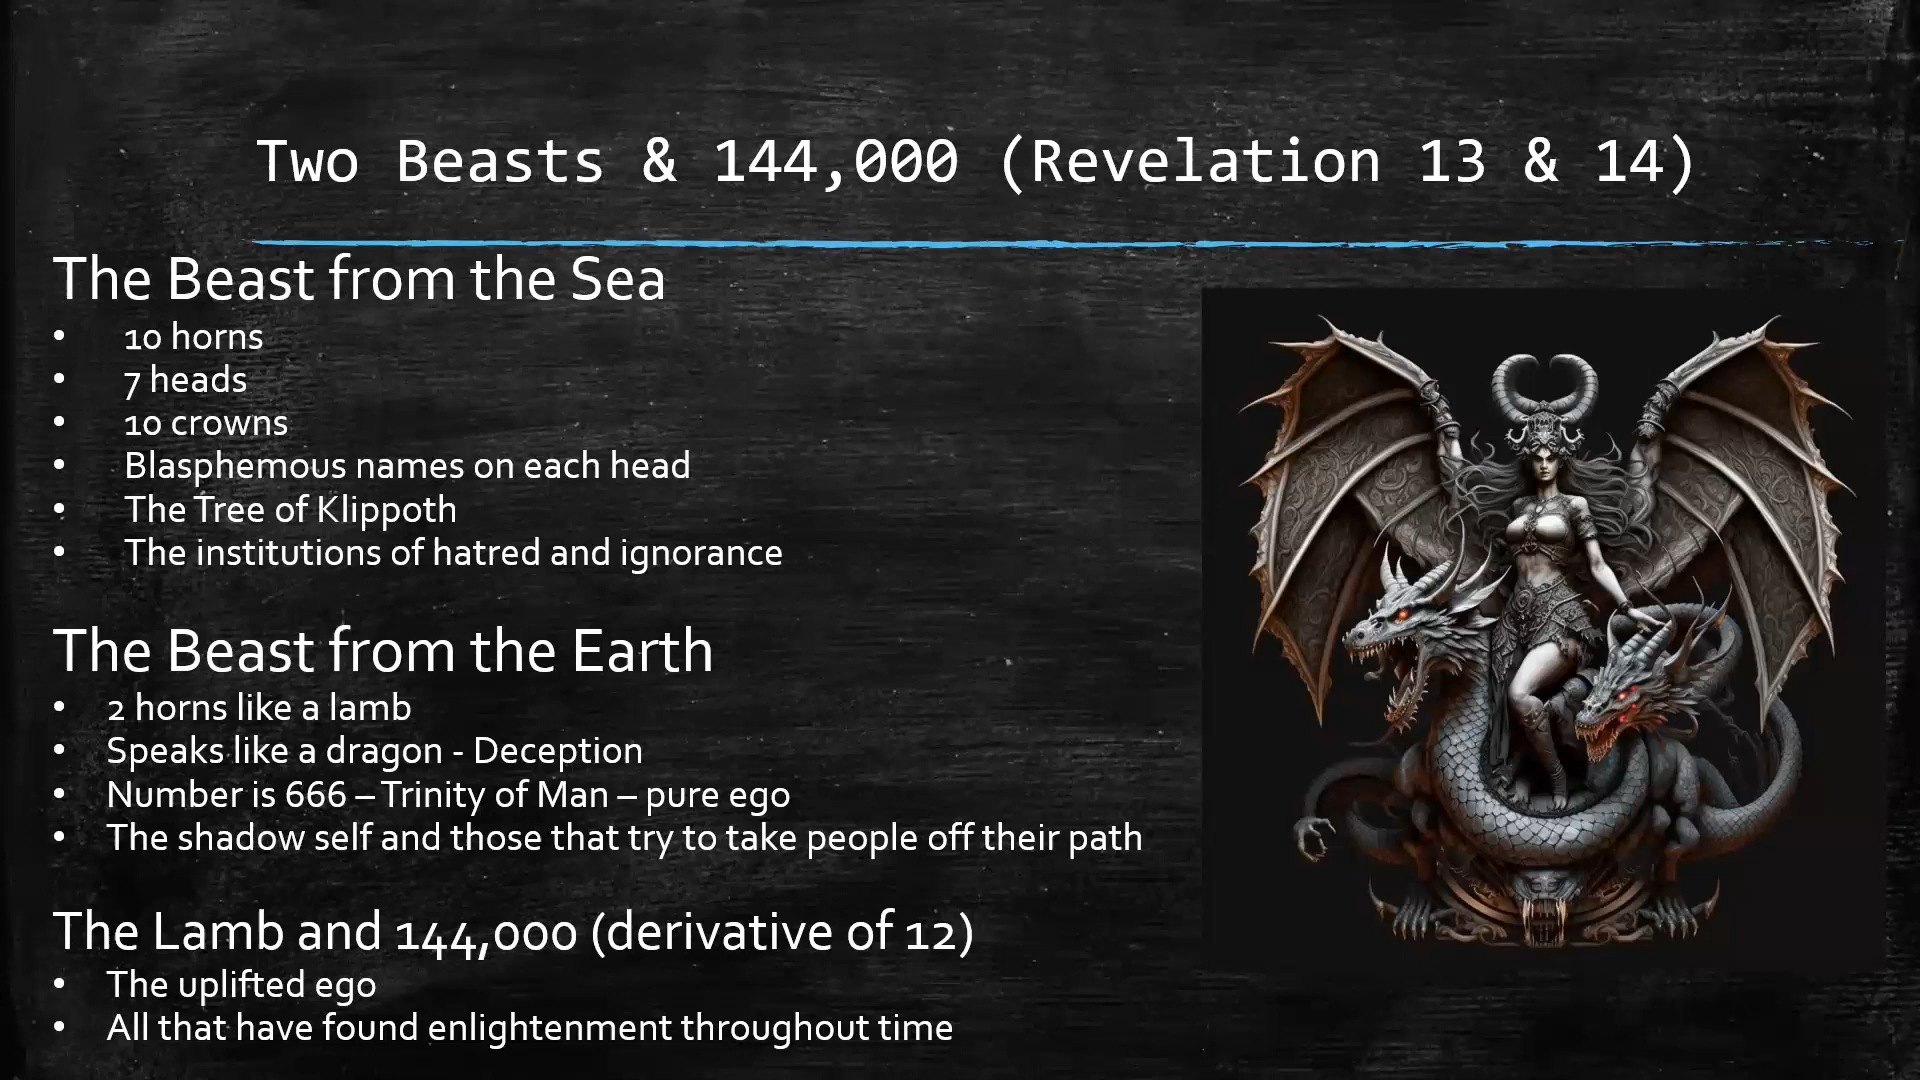 Two Beasts & 144,000 (Revelation 13 & 14)
The Beast from the Sea
• 10 horns
• 7 heads
• 10 crowns
• Blasphemous names on each head
• The Tree of Klippoth
• The institutions of hatred and ignorance
The Beast from the Earth
• 2 horns like a lamb
• Speaks like a dragon - Deception
• Number is 666 – Trinity of Man – pure ego
• The shadow self and those that try to take people off their path
The Lamb and 144,000 (derivative of 12)
• The uplifted ego
• All that have found enlightenment throughout time